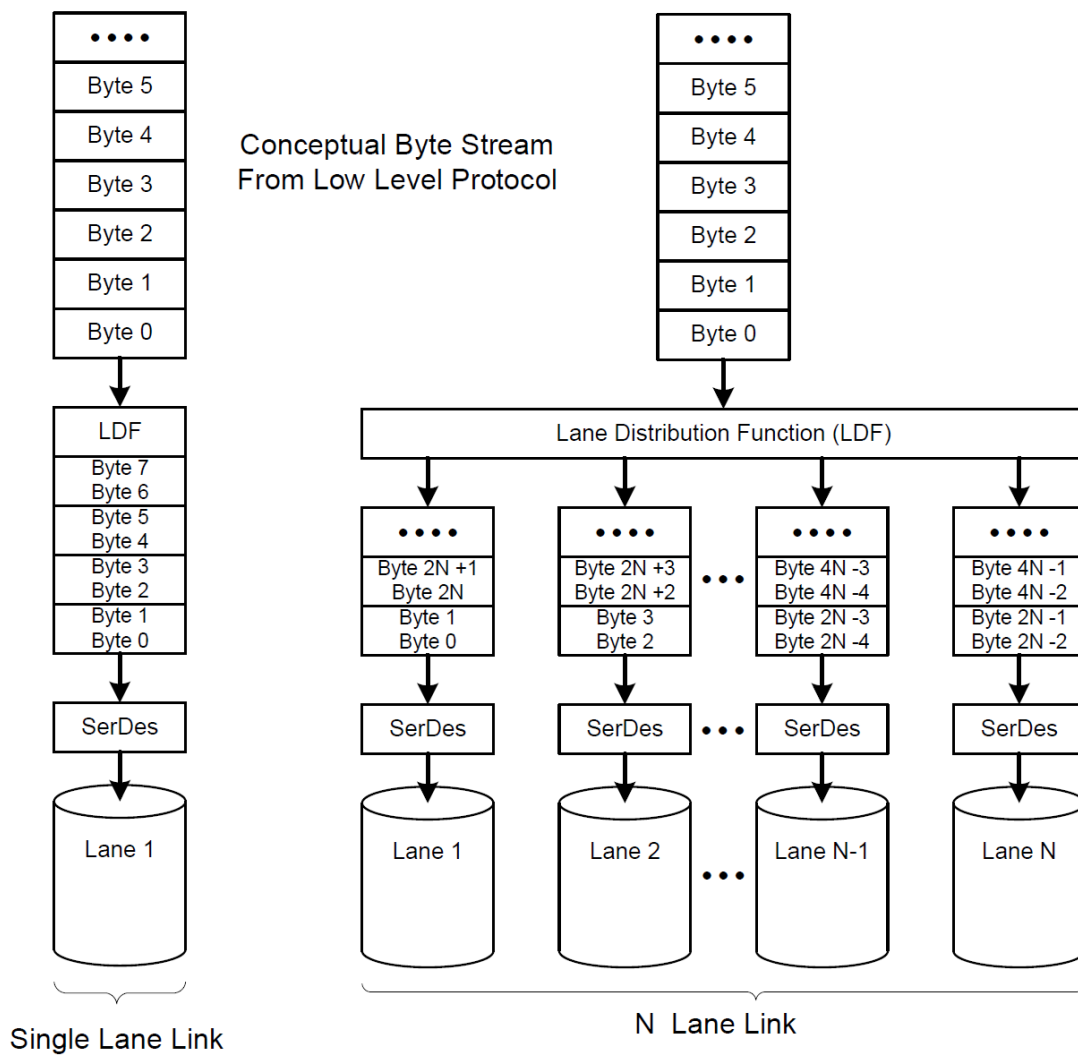 ••••
Byte 5
Byte 4
Byte 3
Byte 2
Byte 1
Byte 0
LDF
Byte 7
Byte 6
Byte 5
Byte 4
Byte 3
Byte 2
Byte 1
Byte 0
SerDes
Lane 1
Single Lane Link
Conceptual Byte Stream
From Low Level Protocol
••••
Byte 5
Byte 4
Byte 3
Byte 2
Byte 1
Byte 0
Lane Distribution Function (LDF)
••••
Byte 2N +1
Byte 2N
Byte 1
Byte 0
SerDes
Lane 1
••••
Byte 2N +3
Byte 2N +2
Byte 3
Byte 2
SerDes
Lane 2
•••
•••
•••
••••
Byte 4N -3
Byte 4N -4
Byte 2N -3
Byte 2N -4
SerDes
Lane N-1
••••
Byte 4N -1
Byte 4N -2
Byte 2N -1
Byte 2N -2
SerDes
Lane N
N Lane Link